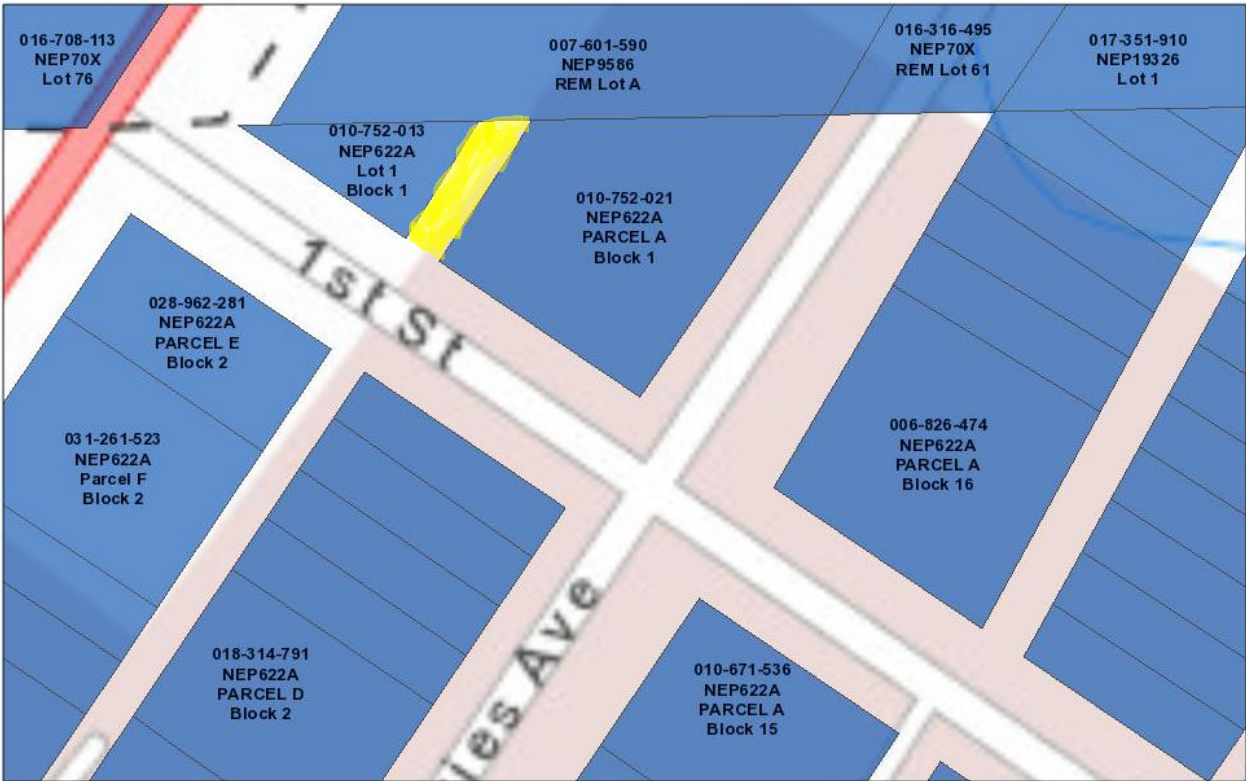 016-708-113
NEP70X
Lot 76
007-601-590
NEP9586
REM Lot A
016-316-495
NEP70X
REM Lot 61
017-351-910
NEP19326
Lot 1
010-752-013
NEP622A
Lot 1
Block 1
010-752-021
NEP622A
PARCEL A
Block 1
1st St
028-962-281
NEP622A
PARCEL E
Block 2
031-261-523
NEP622A
Parcel F
Block 2
006-826-474
NEP622A
PARCEL A
Block 16
018-314-791
NEP622A
PARCEL D
Block 2
Ave
010-671-536
NEP622A
PARCEL A
Block 15